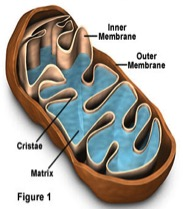 Inner
Membrane
Outer
Membrane
Cristae
Matrix
Figure 1